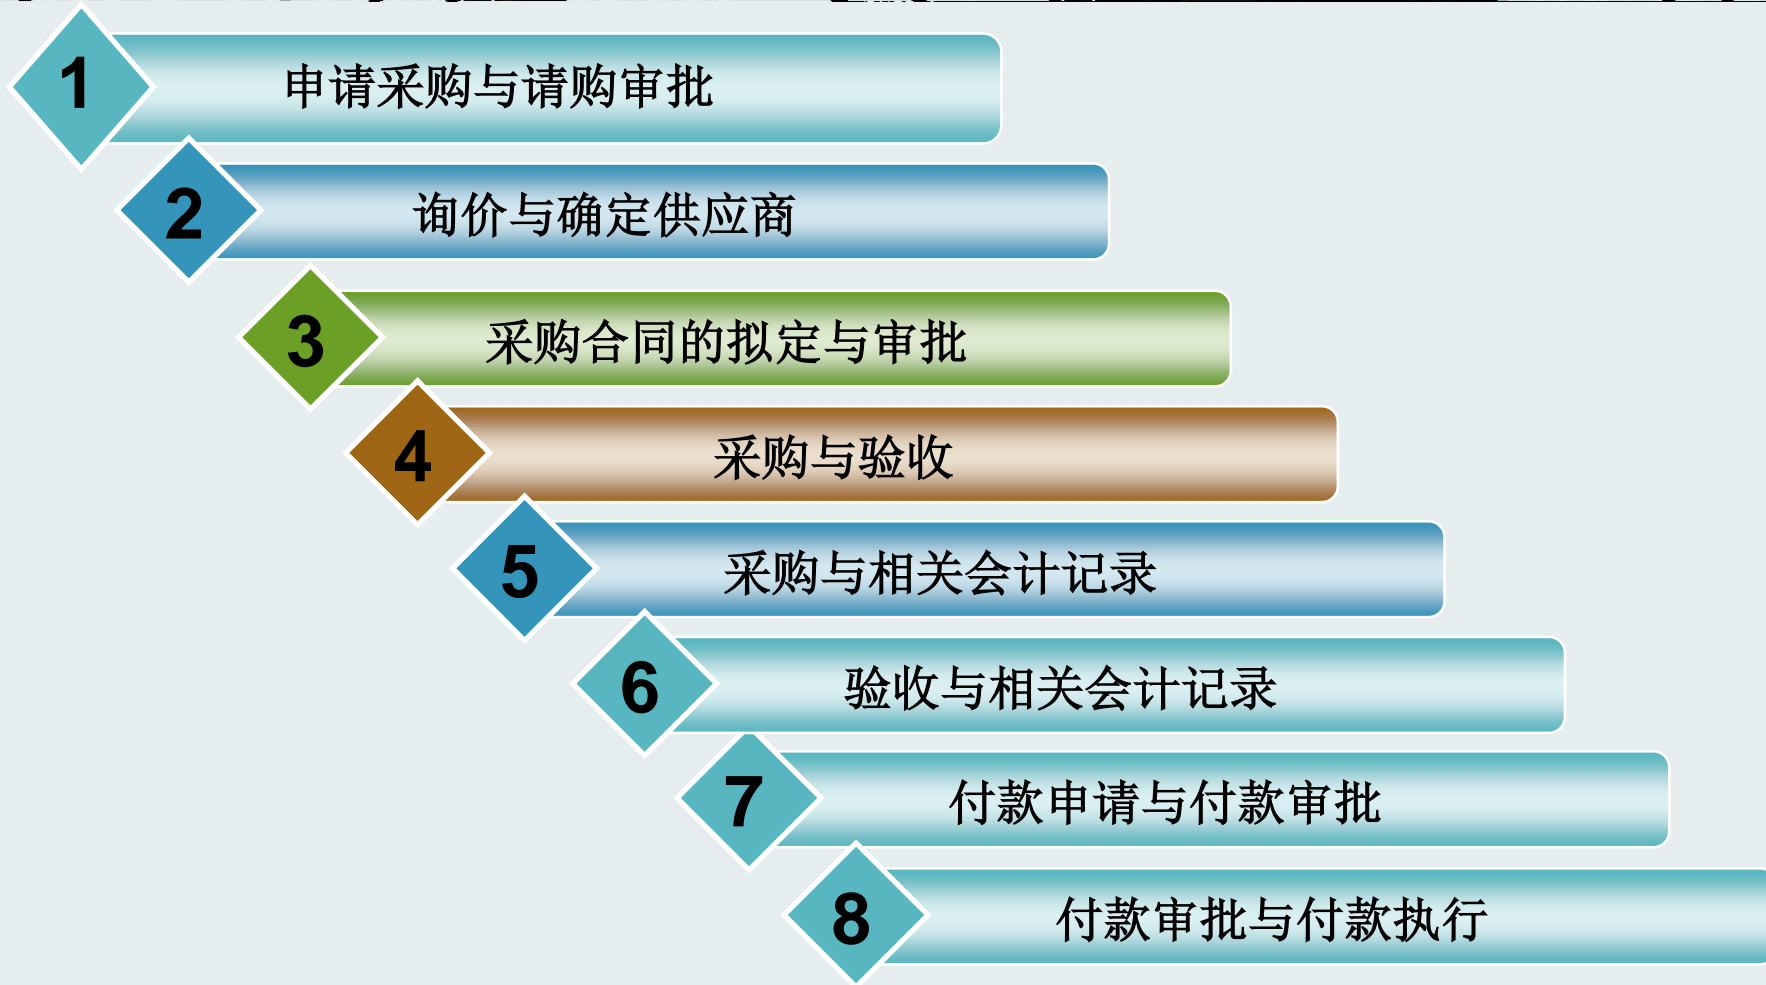 1 申请采购与请购审批
2 询价与确定供应商
3 采购合同的拟定与审批
4 采购与验收
5 采购与相关会计记录
6 验收与相关会计记录
7 付款申请与付款审批
8 付款审批与付款执行